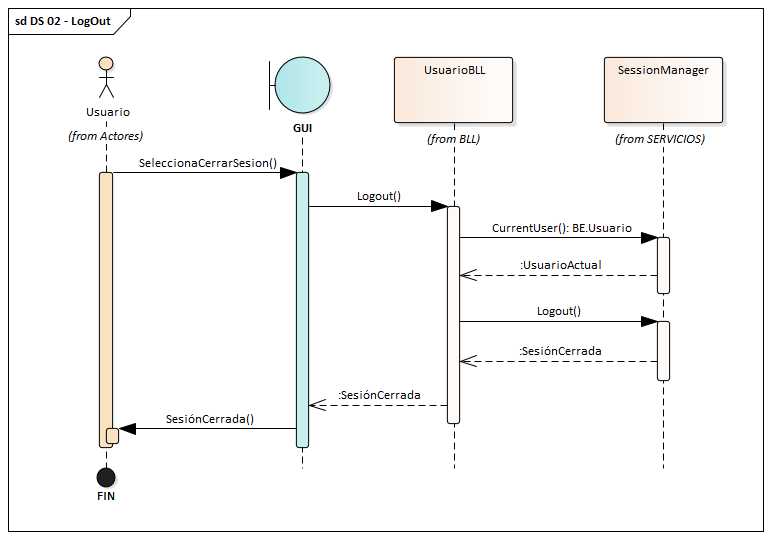 sd DS 02 - LogOut
Usuario
(from Actores)
GUI
UsuarioBLL
(from BLL)
SessionManager
(from SERVICIOS)
SeleccionaCerrarSesion()
Logout()
CurrentUser(): BE.Usuario
:UsuarioActual
Logout()
:SesiónCerrada
:SesiónCerrada
SesiónCerrada()
FIN